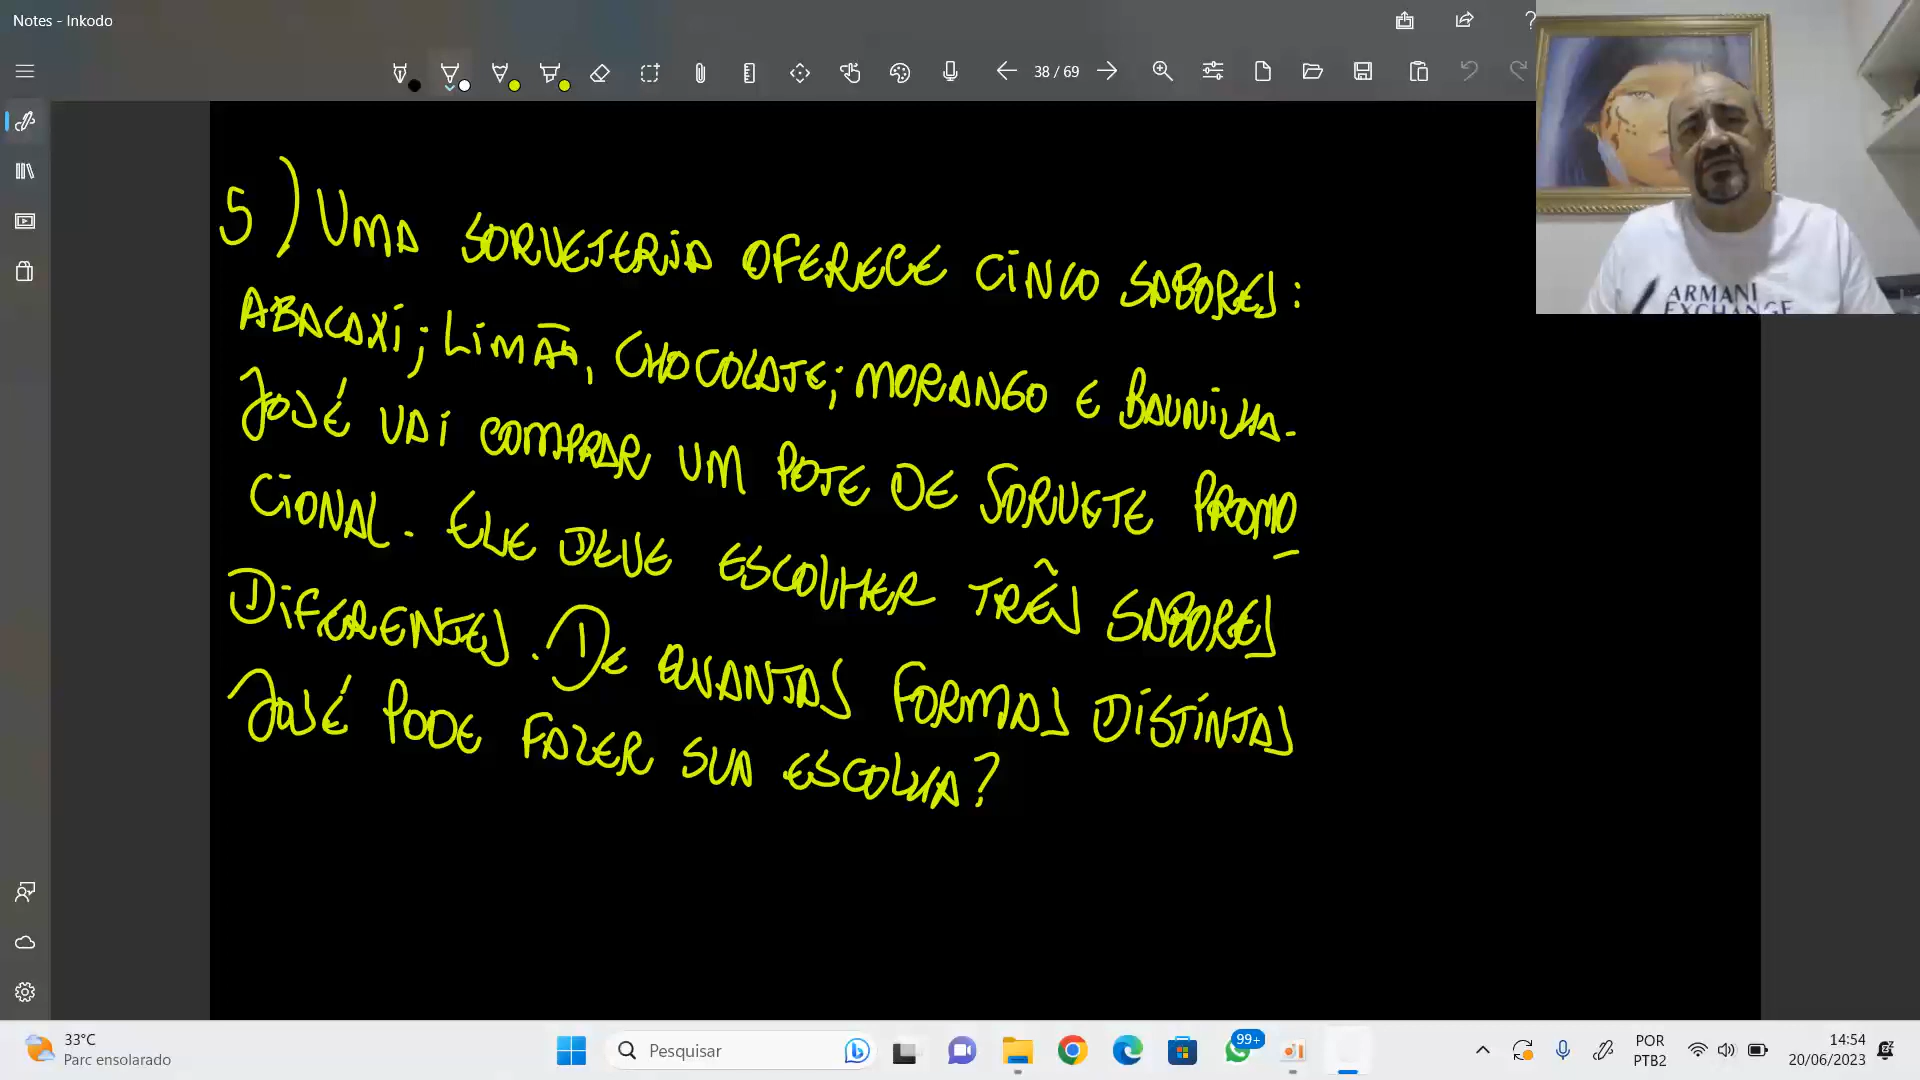 Notes - Inkodo
38 / 69
5) UMA SORVETERIA OFERECE CINCO SABORES:
ABACAXI; LIMÃO, CHOCOLATE; MORANGO E BAUNILHA.
JOSÉ VAI COMPRAR UM POTE DE SORVETE PROMO
CIONAL. ELE DEVE ESCOLHER TRÊS SABORES
DIFERENTES. DE QUANTAS FORMAS DISTINTAS
JOSÉ PODE FAZER SUA ESCOLHA?
ARMANI
EXCHANGE
33°C
Parc ensolarado
Pesquisar
99+
POR
PTB2
14:54
20/06/2023